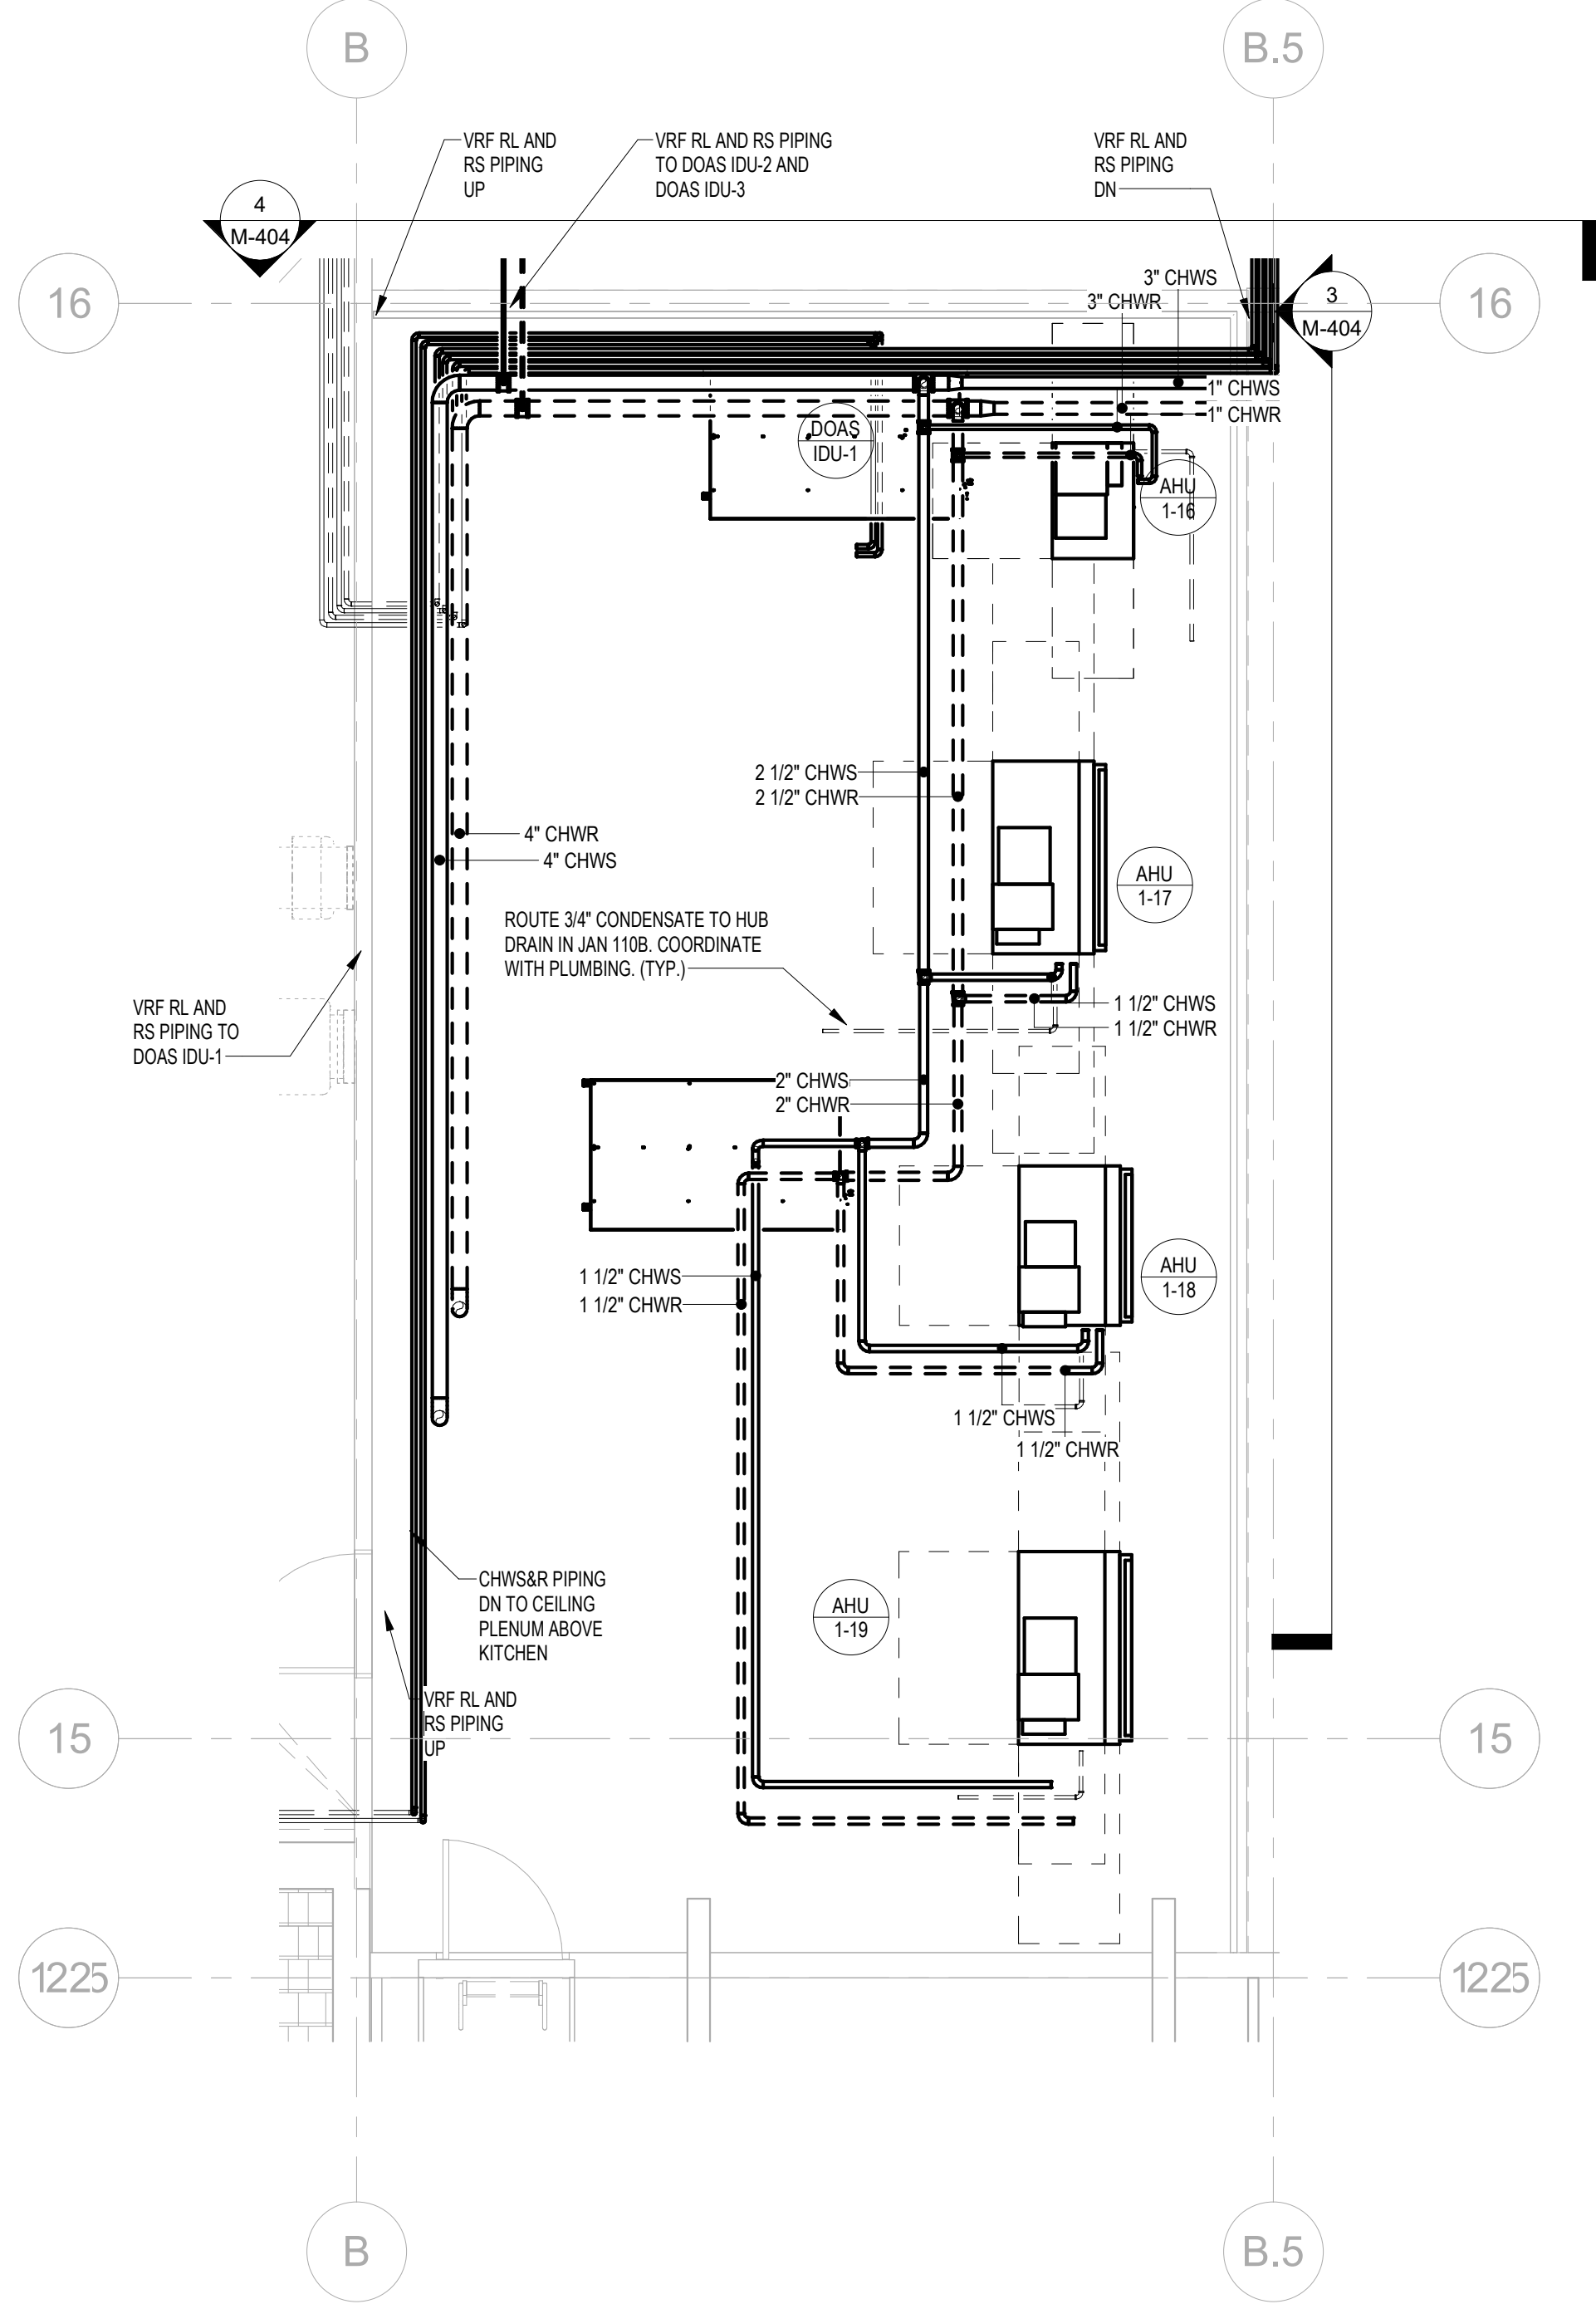 B
B.5
VRF RL AND
RS PIPING
UP
VRF RL AND RS PIPING
TO DOAS IDU-2 AND
DOAS IDU-3
VRF RL AND
RS PIPING
DN
4
M-404
16
3" CHWS
3" CHWR
3
M-404
16
1" CHWS
1" CHWR
DOAS
IDU-1
AHU
1-16
2 1/2" CHWS
2 1/2" CHWR
4" CHWR
4" CHWS
AHU
1-17
ROUTE 3/4" CONDENSATE TO HUB
DRAIN IN JAN 110B. COORDINATE
WITH PLUMBING. (TYP.)
VRF RL AND
RS PIPING TO
DOAS IDU-1
1 1/2" CHWS
1 1/2" CHWR
2" CHWS
2" CHWR
1 1/2" CHWS
1 1/2" CHWR
AHU
1-18
1 1/2" CHWS
1 1/2" CHWR
CHWS&R PIPING
DN TO CEILING
PLENUM ABOVE
KITCHEN
AHU
1-19
VRF RL AND
RS PIPING
UP
15
15
1225
1225
B
B.5